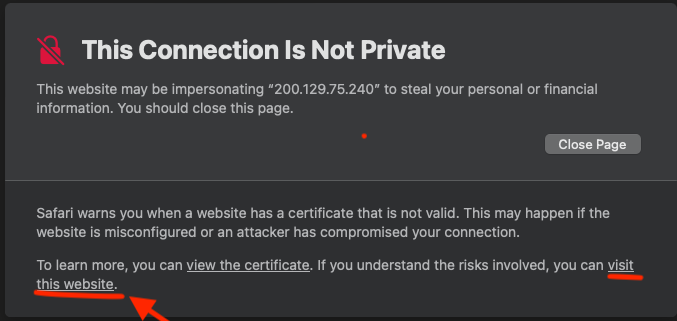 This Connection Is Not Private
This website may be impersonating “200.129.75.240” to steal your personal or financial
information. You should close this page.
Close Page
Safari warns you when a website has a certificate that is not valid. This may happen if the
website is misconfigured or an attacker has compromised your connection.
To learn more, you can view the certificate. If you understand the risks involved, you can visit
this website.